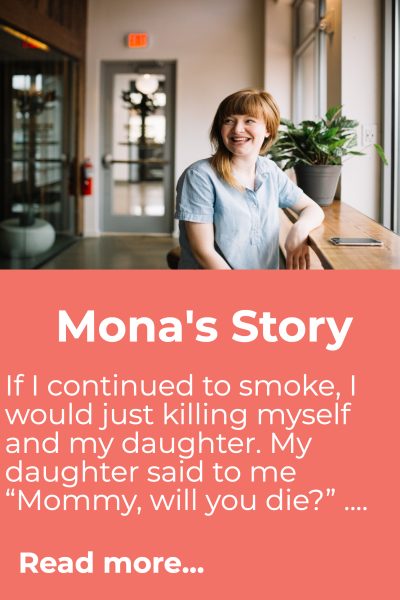 EXIT
Mona's Story
If I continued to smoke, I
would just killing myself
and my daughter. My
daughter said to me
“Mommy, will you die?” ....
Read more...